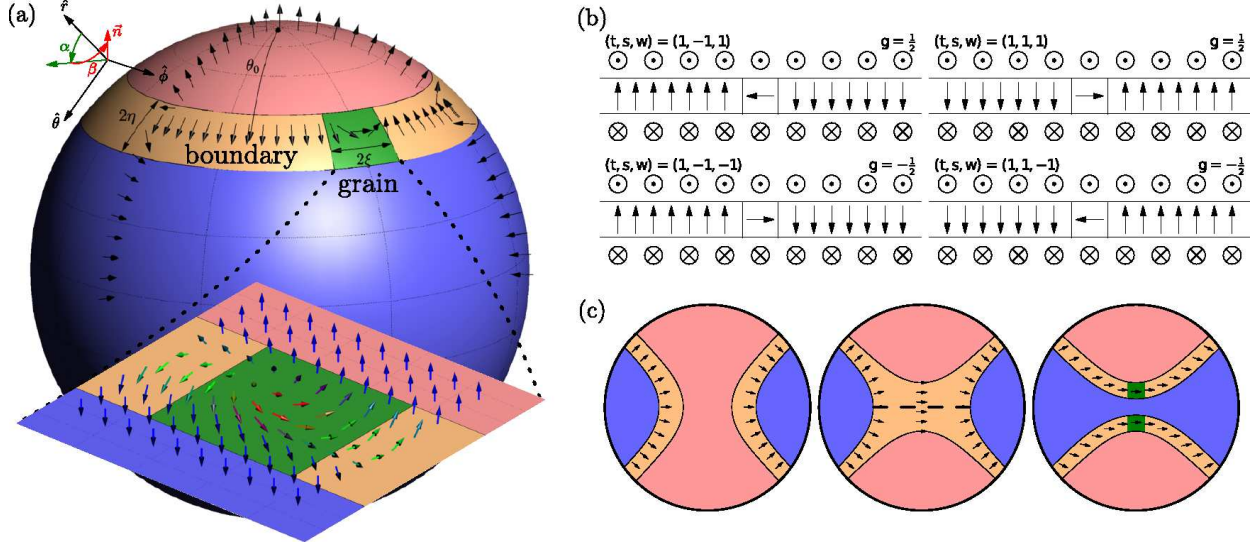 (a)
r̂
α
n⃗
β
ϕ̂
θ̂
θ₀
2η
boundary
2ξ
grain
(b)
(t, s, w) = (1, -1, 1) g = ½
(t, s, w) = (1, 1, 1) g = ½
(t, s, w) = (1, -1, -1) g = -½
(t, s, w) = (1, 1, -1) g = -½
(c)